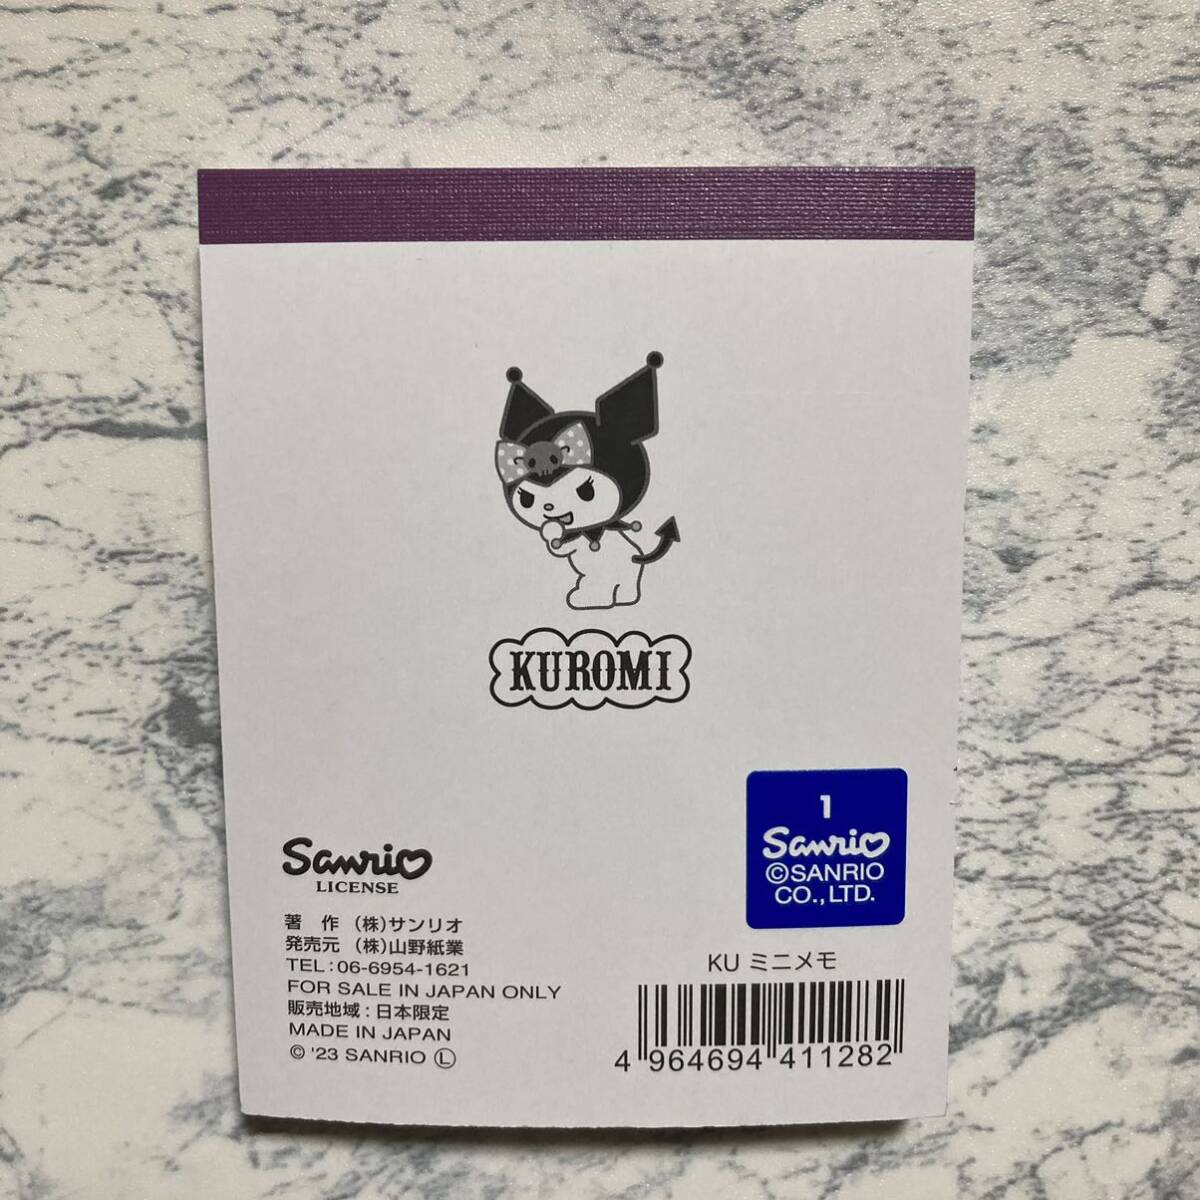 KUROMI
1
Sanrio
©SANRIO
CO.,LTD.
Sanrio
LICENSE
著 作 (株)サンリオ
発売元 (株)山野紙業
TEL:06-6954-1621
FOR SALE IN JAPAN ONLY
販売地域:日本限定
MADE IN JAPAN
© '23 SANRIO Ⓛ
KU ミニメモ
4 964694 411282